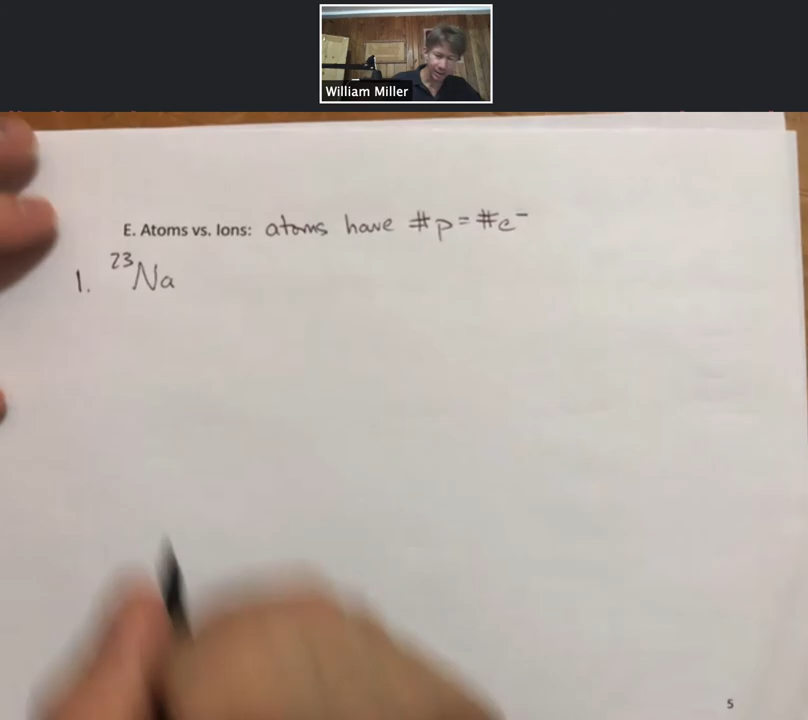 William Miller
E. Atoms vs. Ions: atoms have #p = #e⁻
1. ²³Na
5